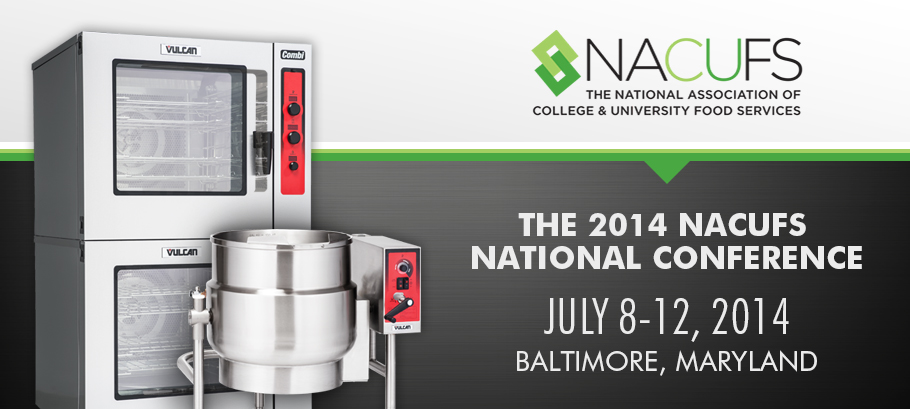 VULCAN
Combi
NACUFS
THE NATIONAL ASSOCIATION OF
COLLEGE & UNIVERSITY FOOD SERVICES
THE 2014 NACUFS
NATIONAL CONFERENCE
JULY 8-12, 2014
BALTIMORE, MARYLAND
VULCAN
VULCAN